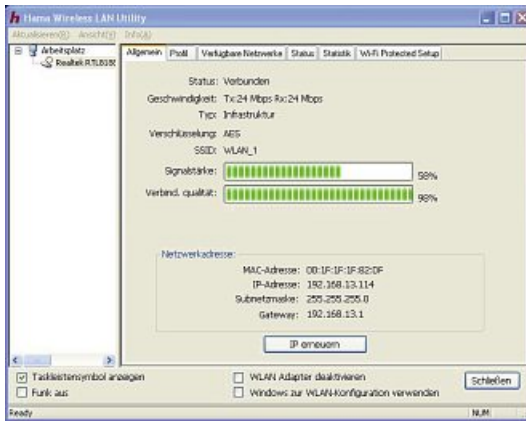 Hama Wireless LAN Utility
Aktualisieren(R) Ansicht(V) Info(A)
Arbeitsplatz
Realtek RTL8188
Allgemein Profil Verfügbare Netzwerke Status Statistik Wi-Fi Protected Setup
Status: Verbunden
Geschwindigkeit: Tx:24 Mbps Rx:24 Mbps
Typ: Infrastruktur
Verschlüsselung: AES
SSID: WLAN_1
Signalstärke: 58%
Verbind. qualität: 98%
Netzwerkadresse:
MAC-Adresse: 00:1F:1F:1F:82:DF
IP-Adresse: 192.168.13.114
Subnetzmaske: 255.255.255.0
Gateway: 192.168.13.1
IP erneuern
Taskleistensymbol anzeigen
WLAN Adapter deaktivieren
Schließen
Funk aus
Windows zur WLAN-Konfiguration verwenden
Ready NUM